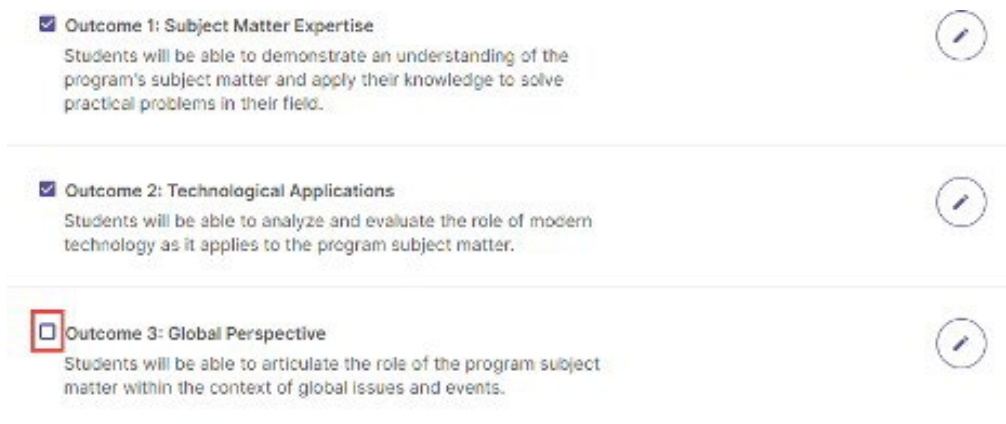 Outcome 1: Subject Matter Expertise
Students will be able to demonstrate an understanding of the
program's subject matter and apply their knowledge to solve
practical problems in their field.
Outcome 2: Technological Applications
Students will be able to analyze and evaluate the role of modern
technology as it applies to the program subject matter.
Outcome 3: Global Perspective
Students will be able to articulate the role of the program subject
matter within the context of global issues and events.